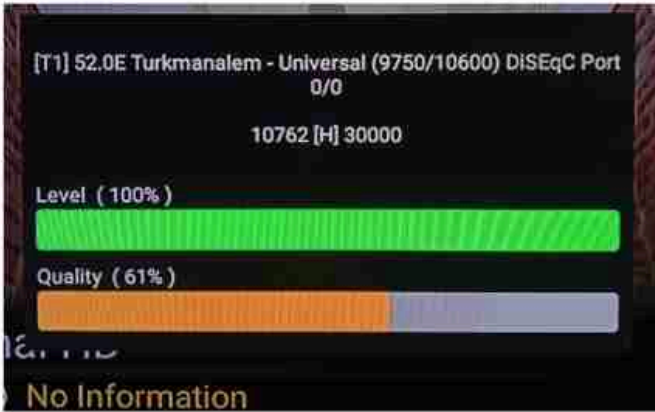 [T1] 52.0E Turkmanalem - Universal (9750/10600) DiSEqC Port
0/0
10762 [H] 30000
Level ( 100% )
Quality ( 61% )
No Information